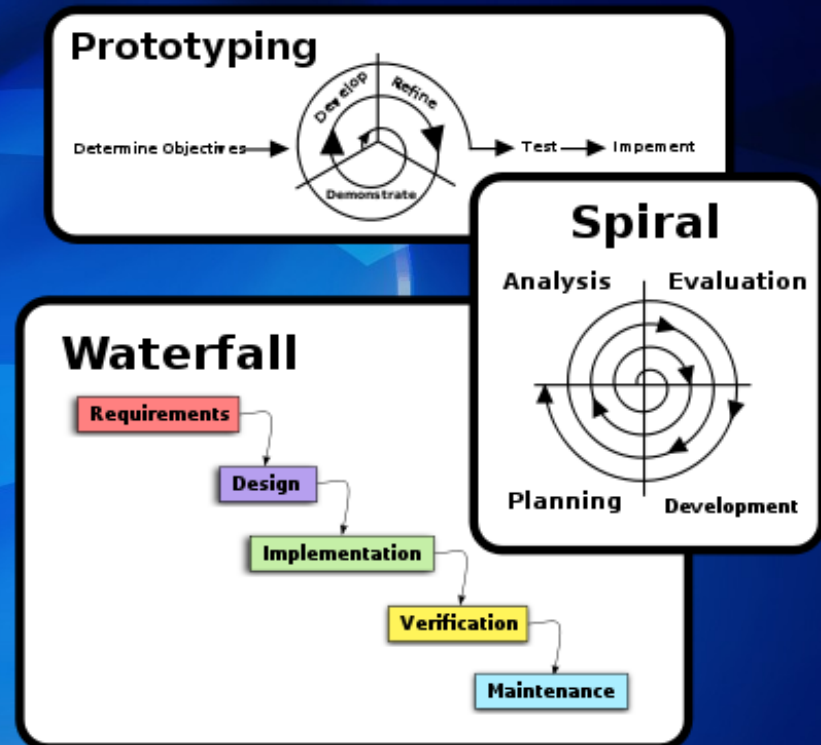 Prototyping
Determine Objectives
Develop
Refine
Demonstrate
Test
Impement
Spiral
Analysis
Evaluation
Planning
Development
Waterfall
Requirements
Design
Implementation
Verification
Maintenance